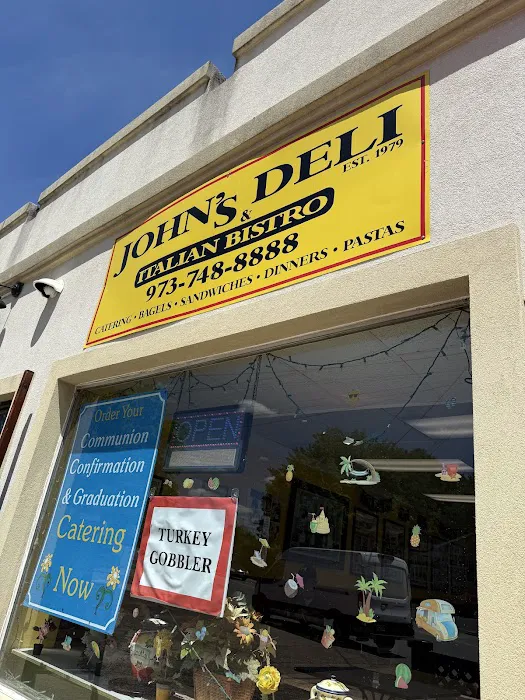 JOHN'S DELI
EST. 1979
&
ITALIAN BISTRO
973-748-8888
CATERING • BAGELS • SANDWICHES • DINNERS • PASTAS
Order Your
Communion
Confirmation
& Graduation
Catering
Now
OPEN
TURKEY
GOBBLER